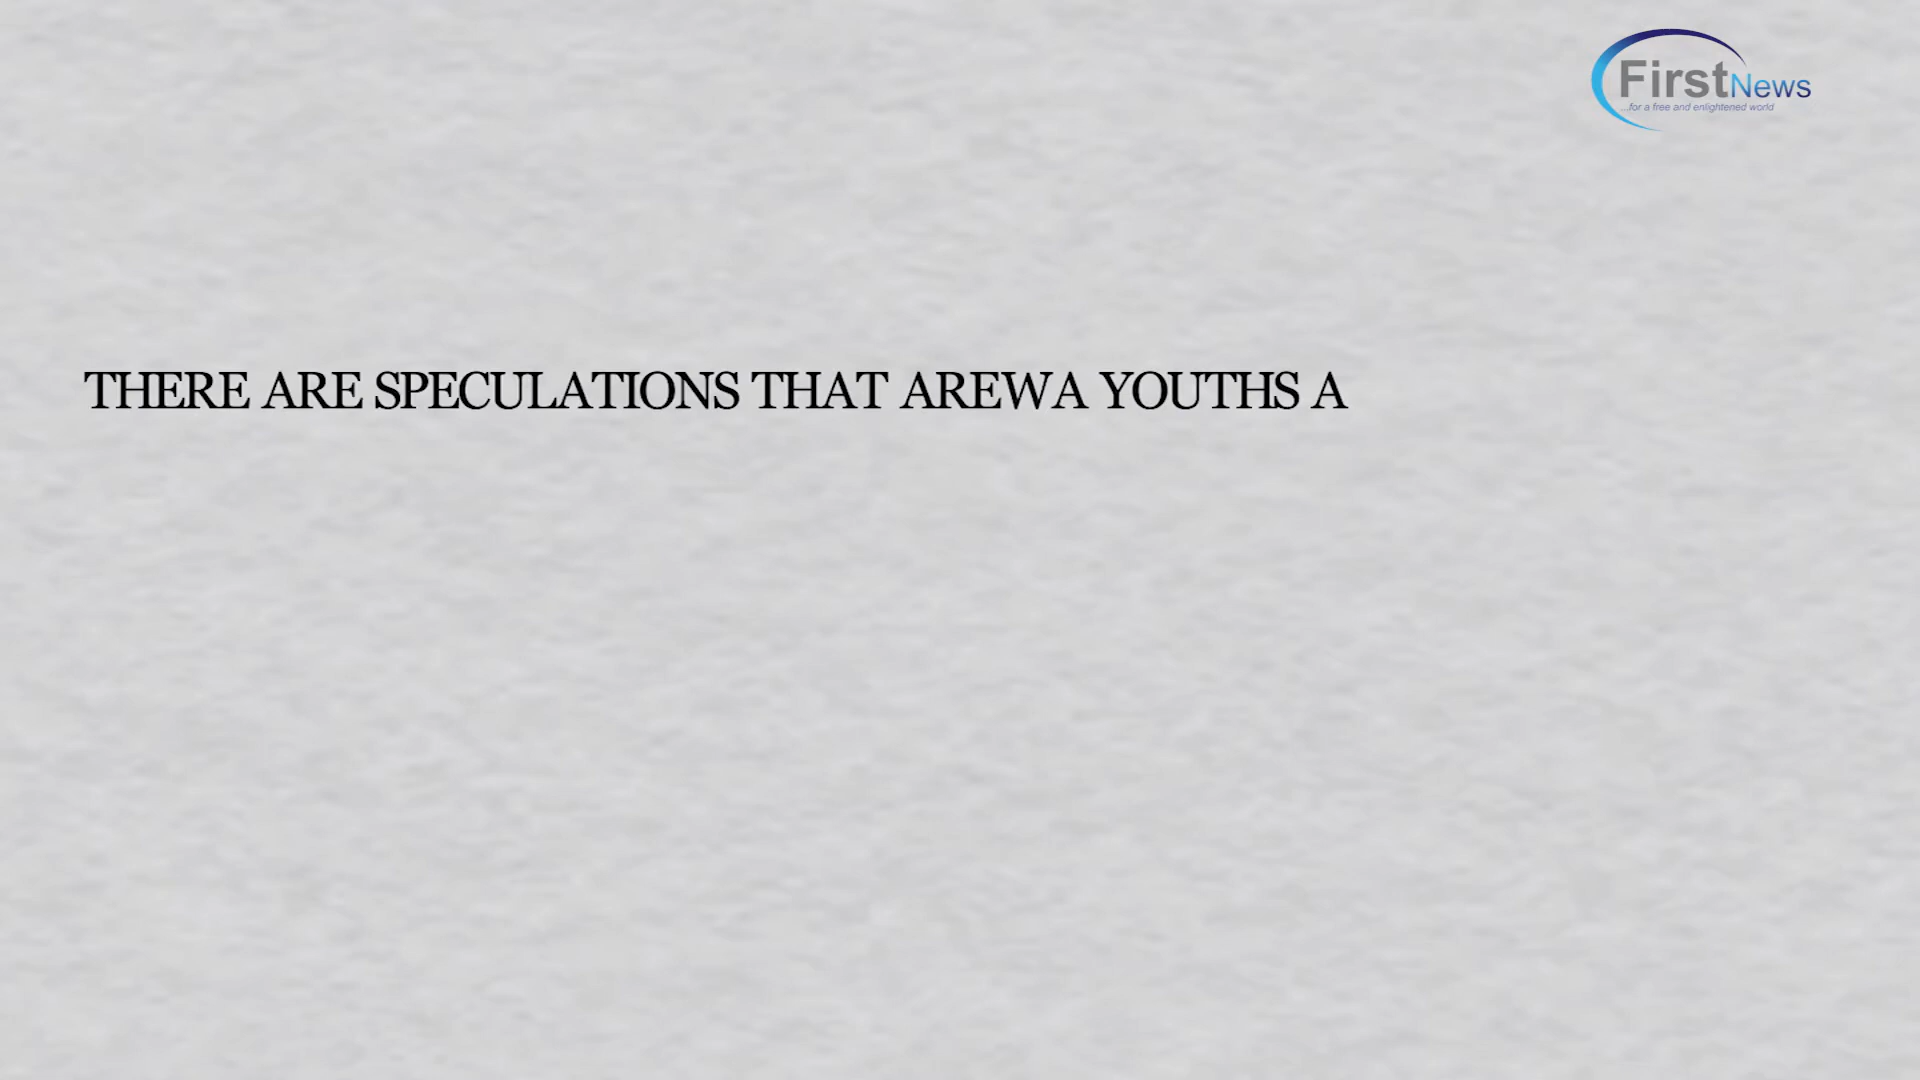 FirstNews
...for a free and enlightened world
THERE ARE SPECULATIONS THAT AREWA YOUTHS A